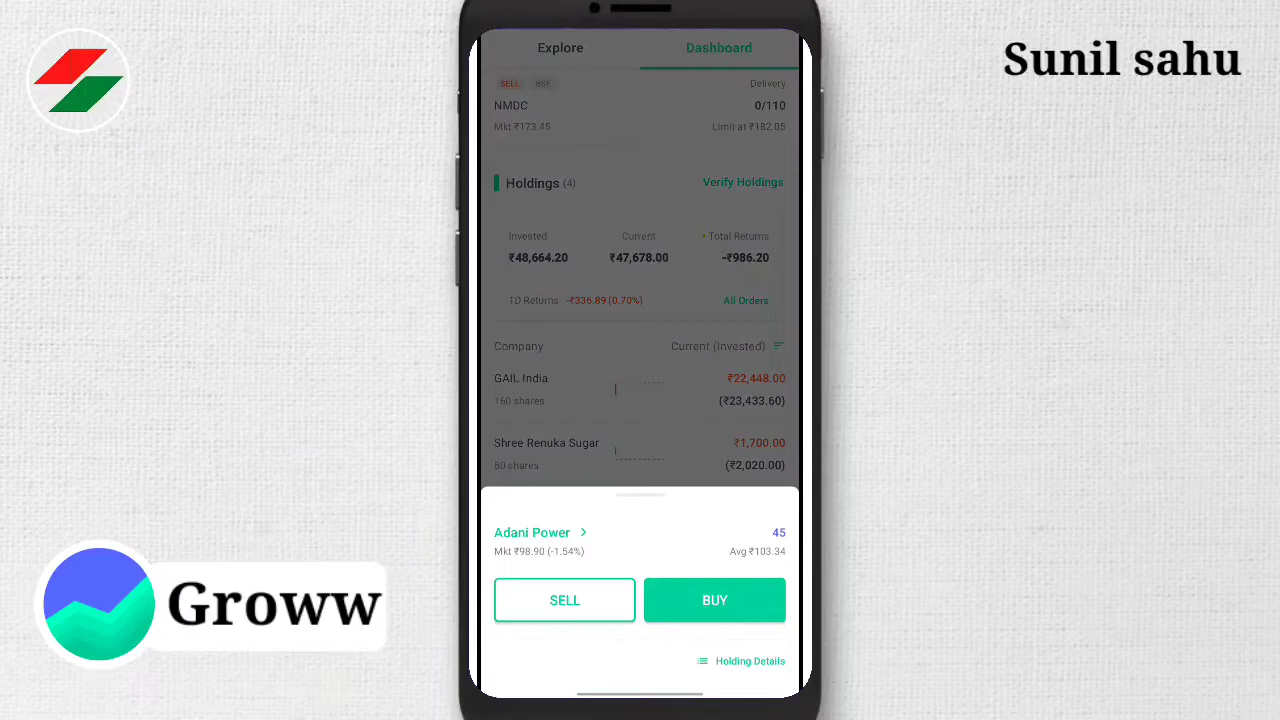 Sunil sahu
Explore Dashboard
SELL BSE Delivery
NMDC 0/110
Mkt ₹173.45 Limit at ₹182.05
Holdings (4) Verify Holdings
Invested Current Total Returns
₹48,664.20 ₹47,678.00 -₹986.20
1D Returns -₹336.89 (0.70%) All Orders
Company Current (Invested)
GAIL India ₹22,448.00
160 shares (₹23,433.60)
Shree Renuka Sugar ₹1,700.00
50 shares (₹2,020.00)
Adani Power 45
Mkt ₹98.90 (-1.54%) Avg ₹103.34
SELL BUY
Holding Details
Groww